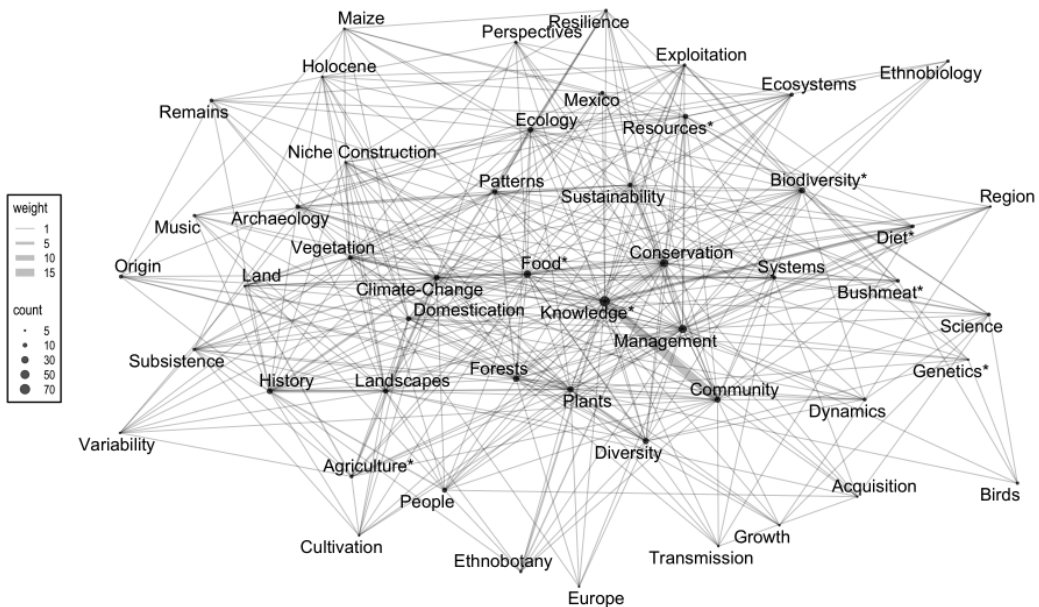 Maize
Resilience
Perspectives
Exploitation
Holocene
Ecosystems
Ethnobiology
Mexico
Remains
Ecology
Resources*
Niche Construction
Patterns
Sustainability
Biodiversity*
Region
weight
1
5
10
15
Music
Archaeology
Diet*
Vegetation
Conservation
Origin
Land
Food*
Systems
Climate-Change
Bushmeat*
count
5
10
30
50
70
Domestication
Knowledge*
Science
Management
Subsistence
Forests
Genetics*
History
Landscapes
Plants
Community
Dynamics
Variability
Diversity
Agriculture*
People
Acquisition
Birds
Cultivation
Growth
Ethnobotany
Transmission
Europe